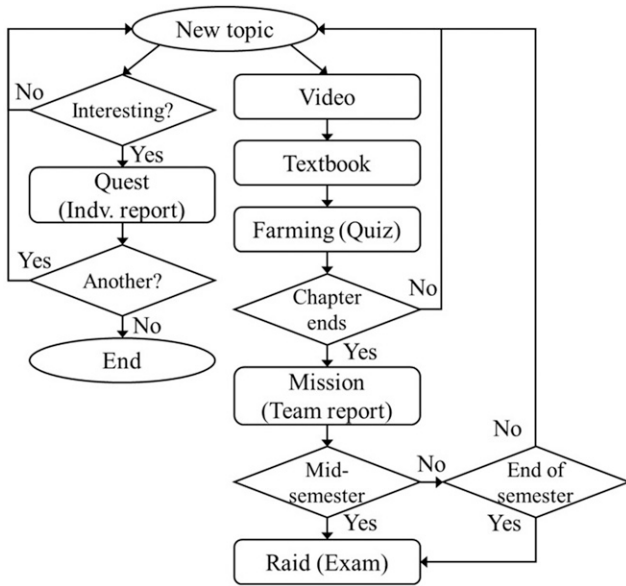 New topic
No
Interesting?
Yes
Quest
(Indv. report)
Yes
Another?
No
End
Video
Textbook
Farming (Quiz)
Chapter
ends
No
Yes
Mission
(Team report)
Mid-
semester
No
Yes
End of
semester
No
Yes
Raid (Exam)